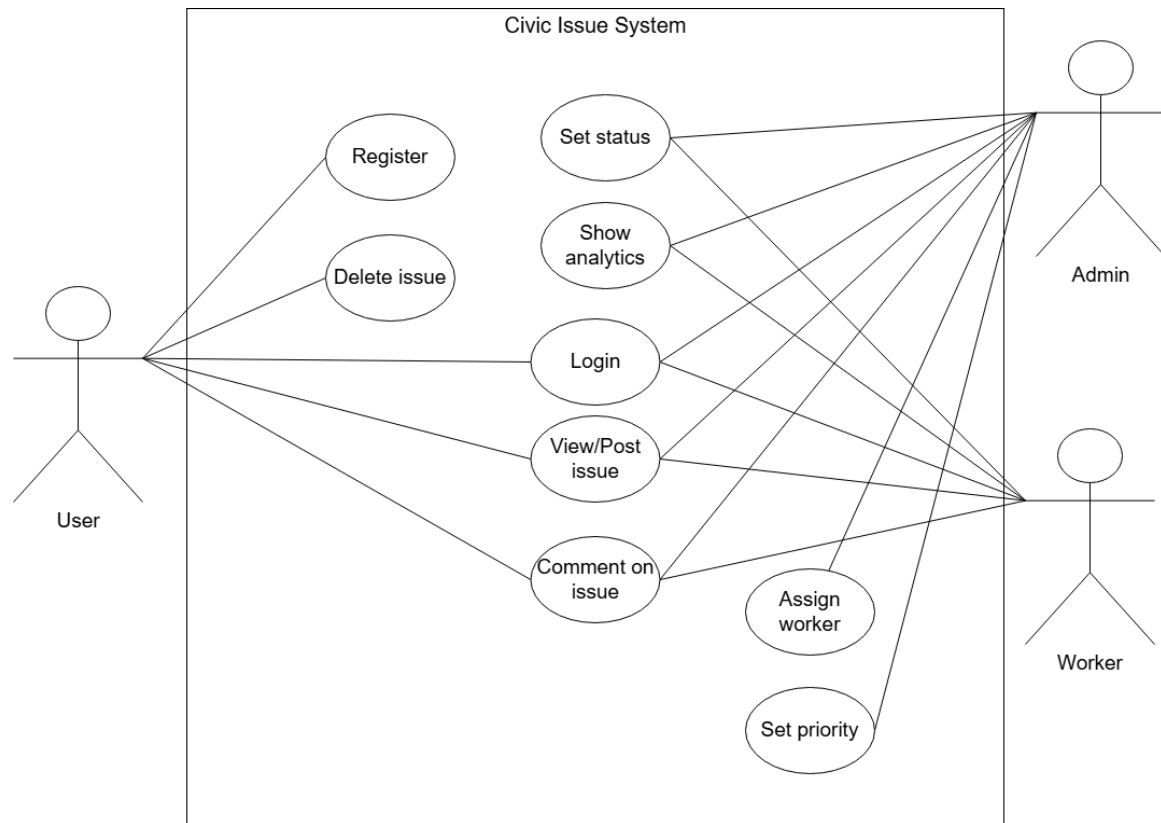 Civic Issue System
Set status
Register
Show
analytics
Delete issue
Admin
Login
View/Post
issue
User
Comment on
issue
Assign
worker
Worker
Set priority